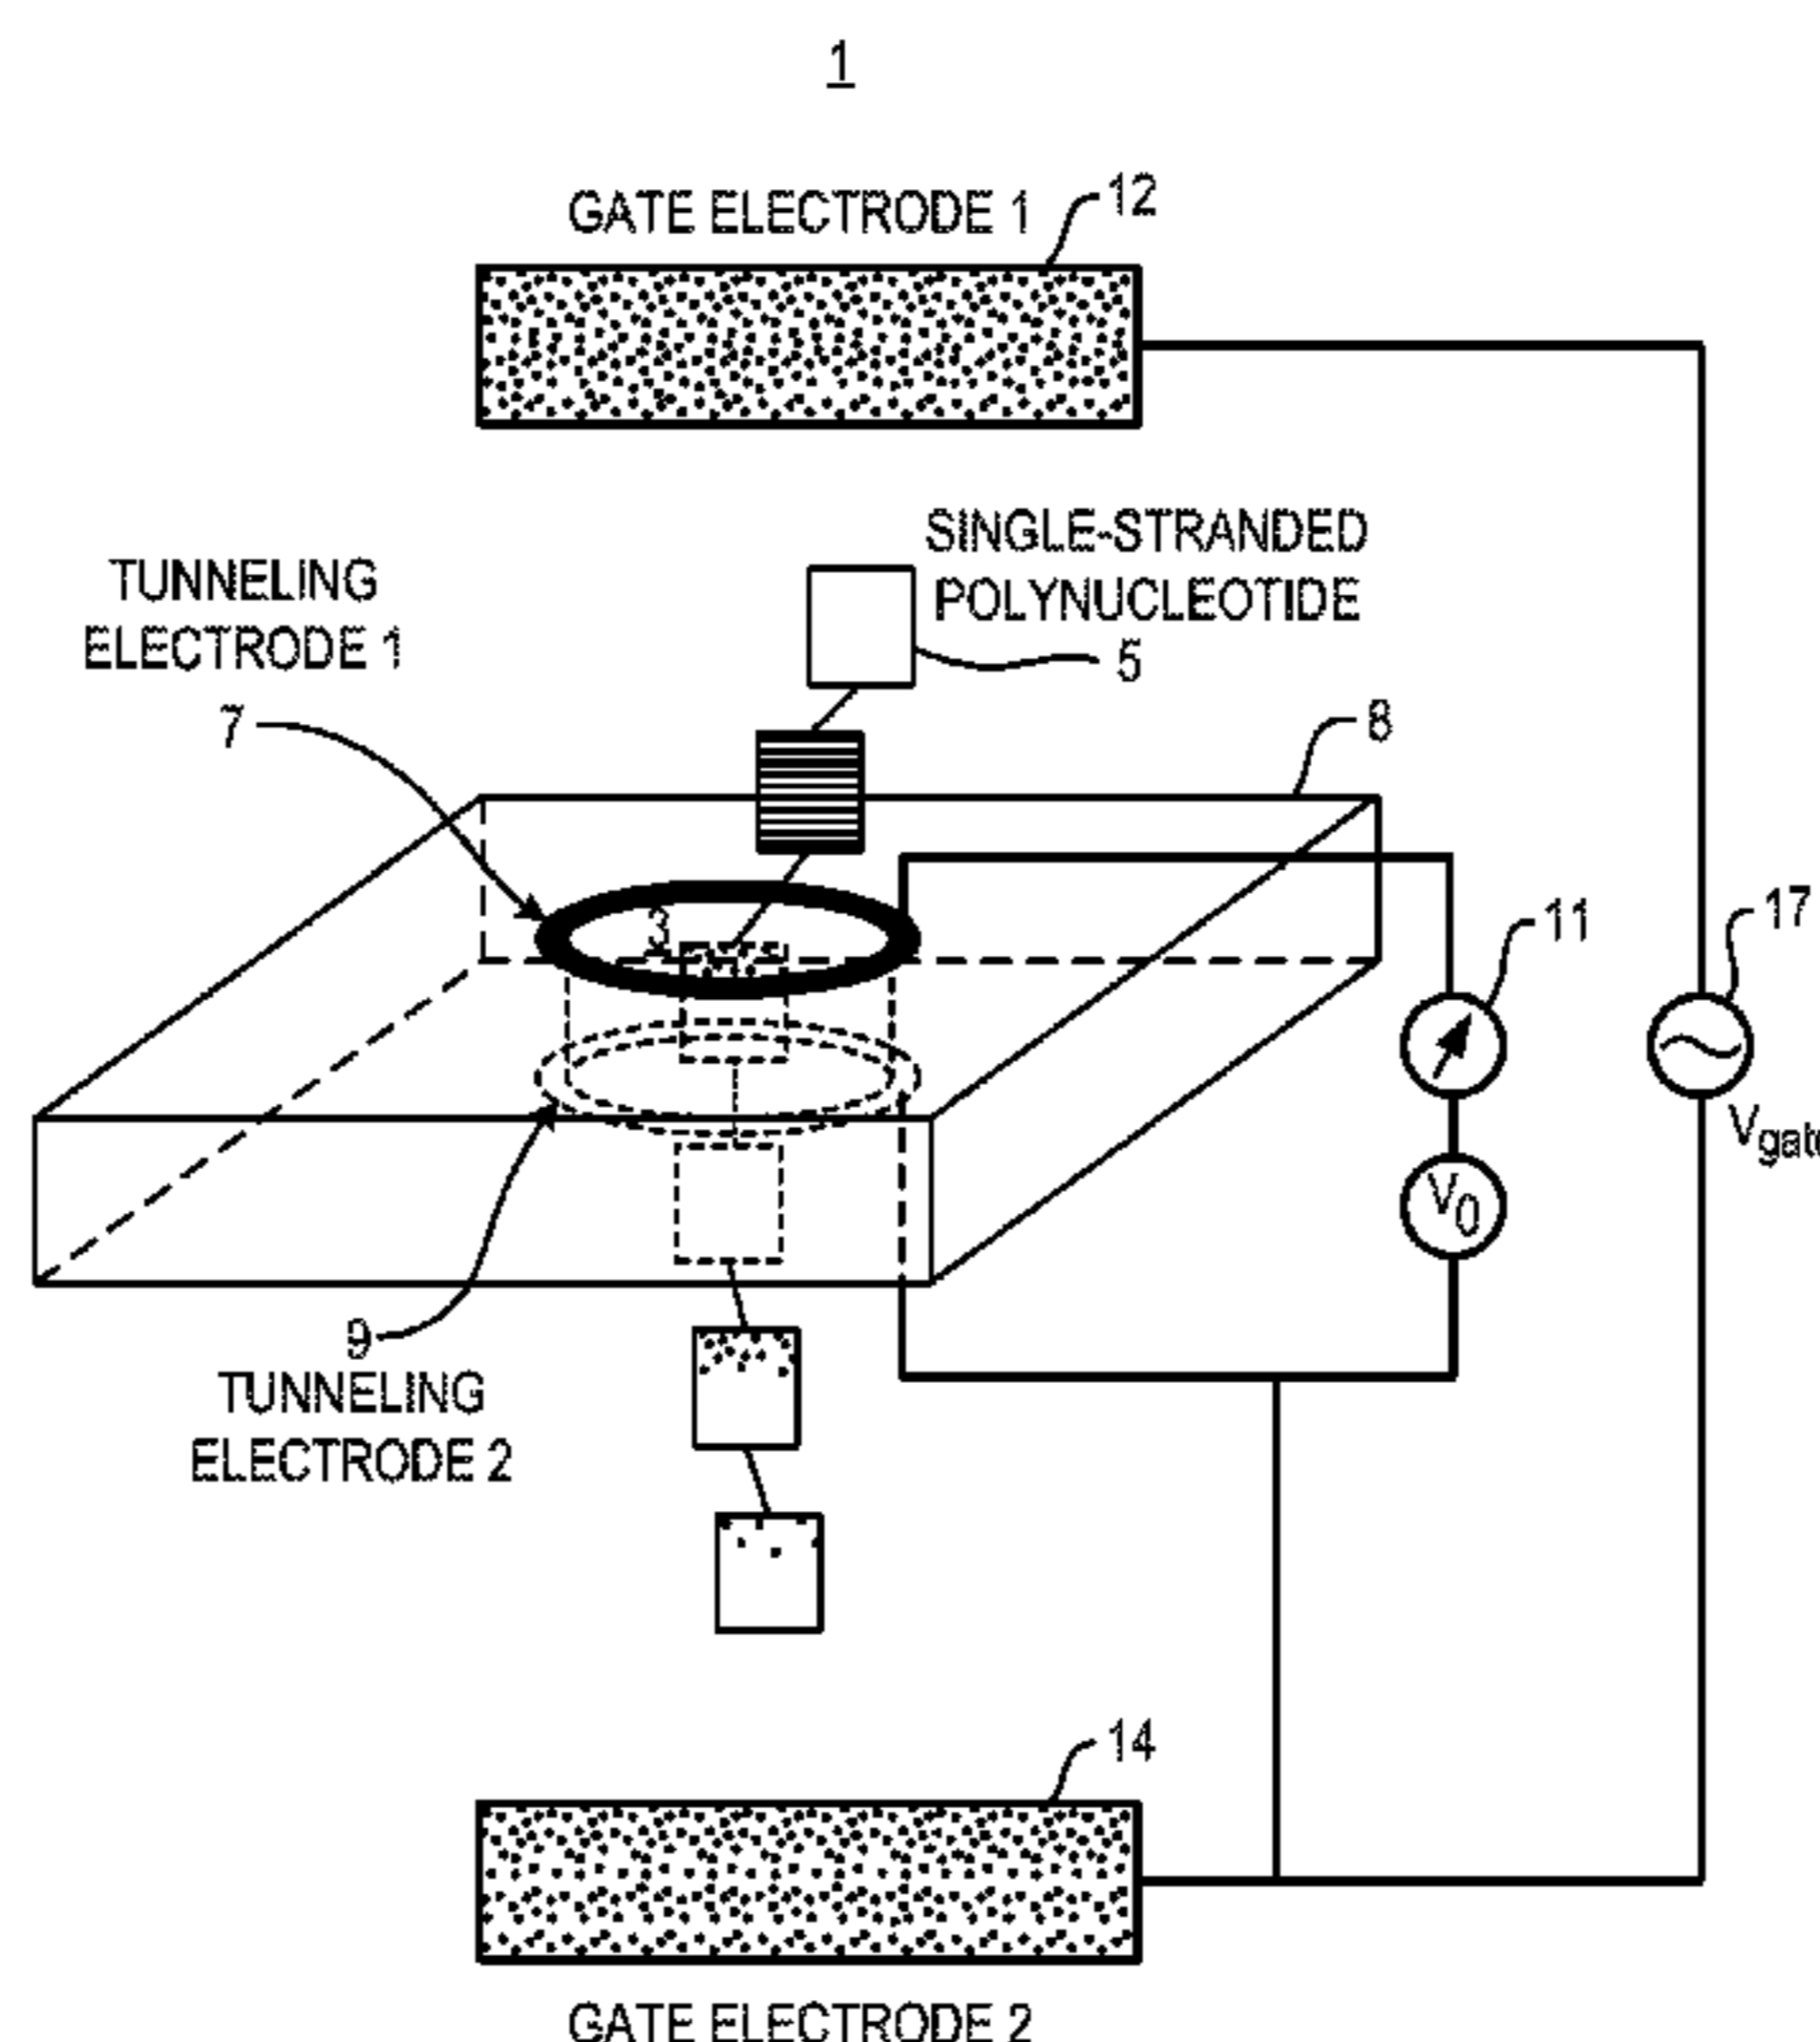 1
GATE ELECTRODE 1
12
SINGLE-STRANDED
POLYNUCLEOTIDE
5
TUNNELING
ELECTRODE 1
7
8
3
11
17
V0
Vgate
9
TUNNELING
ELECTRODE 2
14
GATE ELECTRODE 2